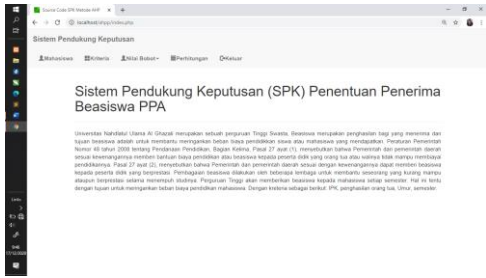 Source Code SPK Metode AHP
localhost/ahpp/index.php
Sistem Pendukung Keputusan
Mahasiswa Kriteria Nilai Bobot Perhitungan Keluar
Sistem Pendukung Keputusan (SPK) Penentuan Penerima
Beasiswa PPA
Universitas Nahdlatul Ulama Al Ghazali merupakan sebuah perguruan Tinggi Swasta. Beasiswa merupakan penghasilan bagi yang menerima dan
tujuan beasiswa adalah untuk membantu meringankan beban biaya pendidikan siswa atau mahasiswa yang mendapatkan. Peraturan Pemerintah
Nomor 48 tahun 2008 tentang Pendanaan Pendidikan, Bagian Kelima, Pasal 27 ayat (1), menyebutkan bahwa Pemerintah dan pemerintah daerah
sesuai kewenangannya memberi bantuan biaya pendidikan atau beasiswa kepada peserta didik yang orang tua atau walinya tidak mampu membiayai
pendidikannya. Pasal 27 ayat (2), menyebutkan bahwa Pemerintah dan pemerintah daerah sesuai dengan kewenangannya dapat memberi beasiswa
kepada peserta didik yang berprestasi. Pembagian beasiswa dilakukan oleh beberapa lembaga untuk membantu seseorang yang kurang mampu
ataupun berprestasi selama menempuh studinya. Perguruan Tinggi akan memberikan beasiswa kepada mahasiswa setiap semester. Hal ini tentu
dengan tujuan untuk meringankan beban biaya pendidikan mahasiswa. Dengan kriteria sebagai berikut: IPK, penghasilan orang tua, Umur, semester.
Links